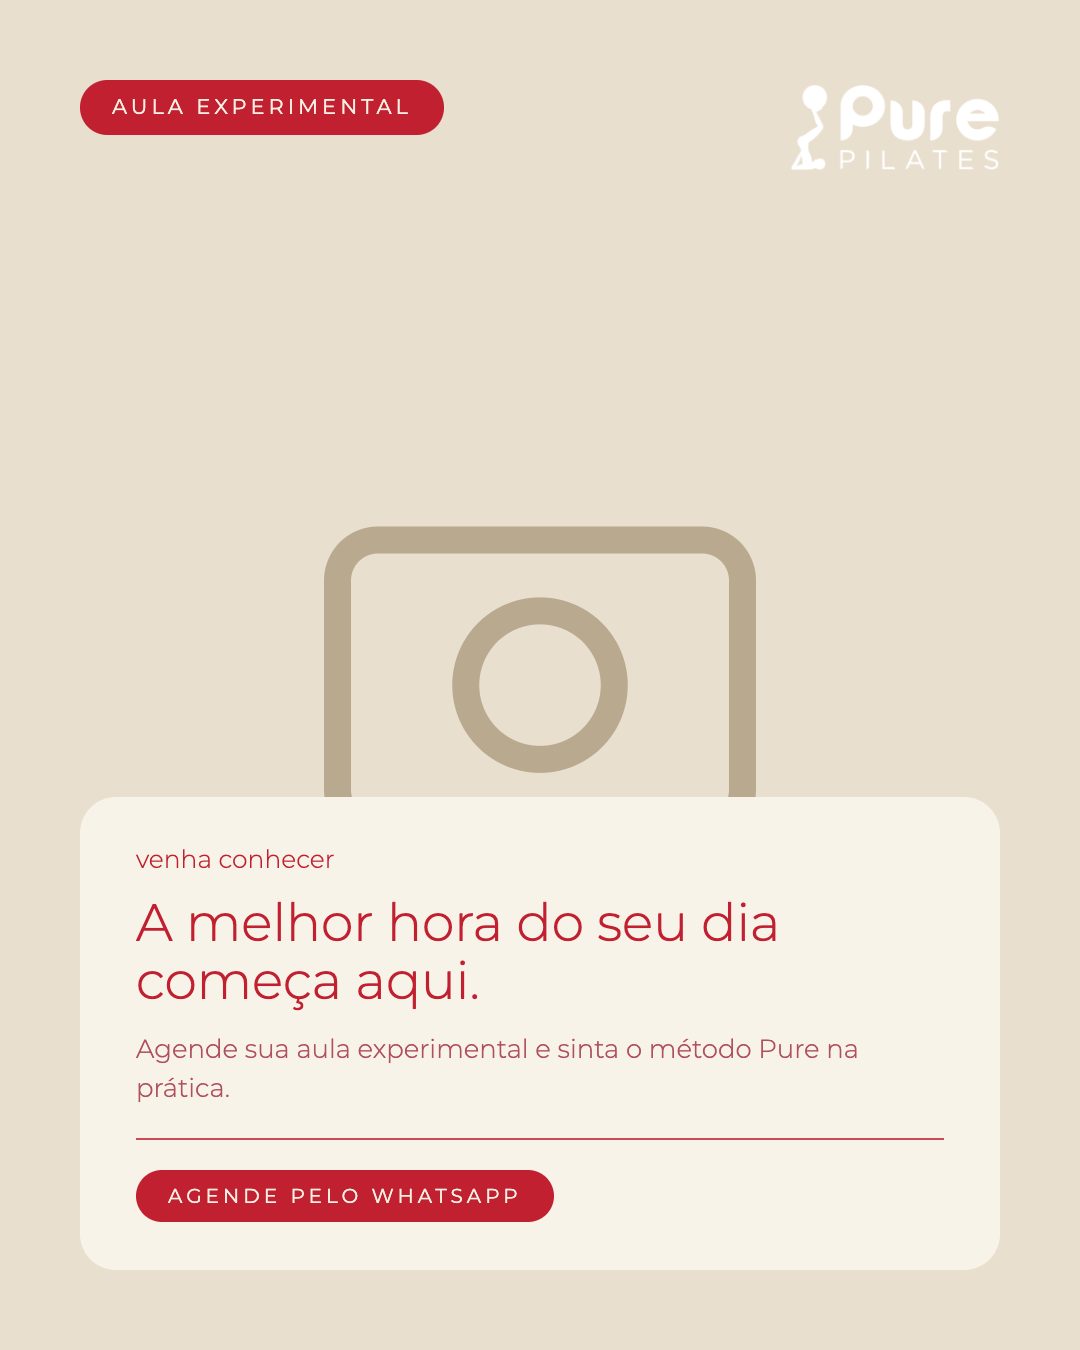 AULA EXPERIMENTAL
Pure
PILATES
venha conhecer
A melhor hora do seu dia
começa aqui.
Agende sua aula experimental e sinta o método Pure na
prática.
AGENDE PELO WHATSAPP